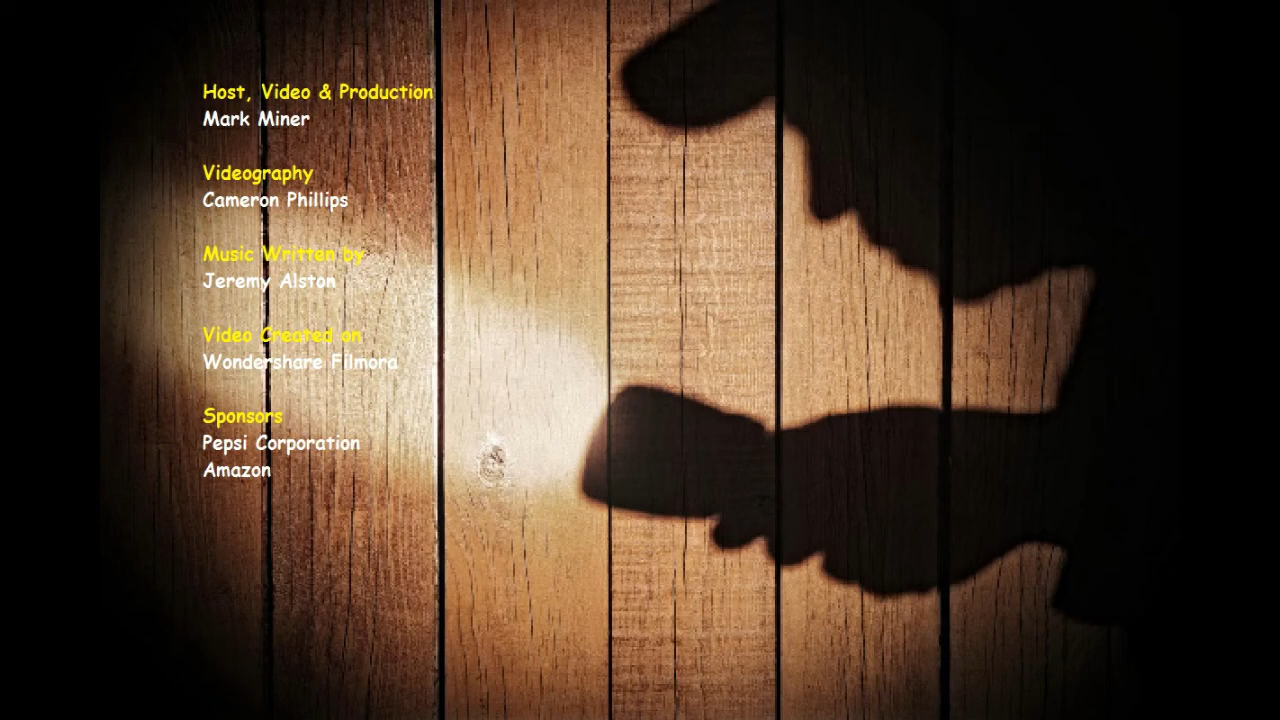 Host, Video & Production
Mark Miner
Videography
Cameron Phillips
Music Written by
Jeremy Alston
Video Created on
Wondershare Filmora
Sponsors
Pepsi Corporation
Amazon